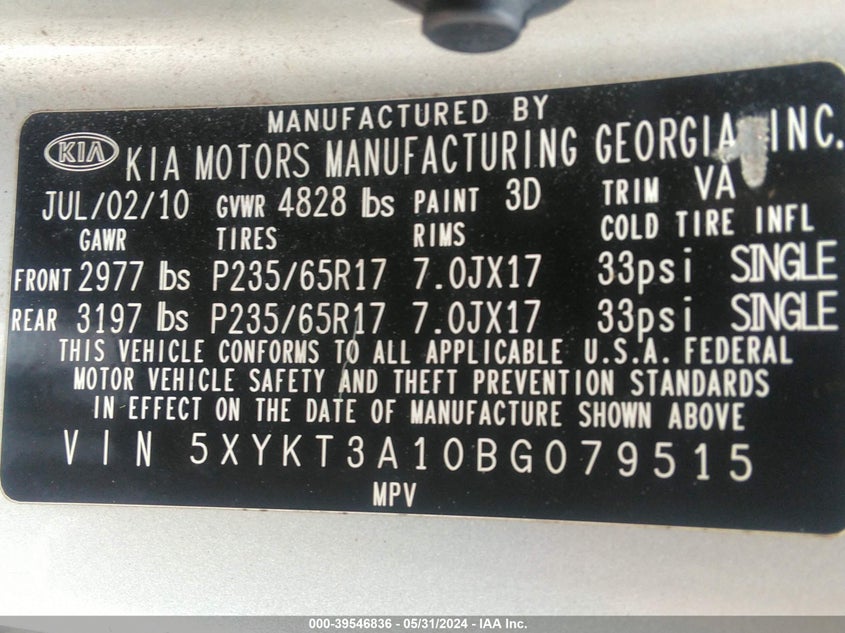 MANUFACTURED BY
KIA KIA MOTORS MANUFACTURING GEORGIA, INC.
JUL/02/10 GVWR 4828 lbs PAINT 3D TRIM VA
GAWR TIRES RIMS COLD TIRE INFL
FRONT 2977 lbs P235/65R17 7.0JX17 33psi SINGLE
REAR 3197 lbs P235/65R17 7.0JX17 33psi SINGLE
THIS VEHICLE CONFORMS TO ALL APPLICABLE U.S.A. FEDERAL
MOTOR VEHICLE SAFETY AND THEFT PREVENTION STANDARDS
IN EFFECT ON THE DATE OF MANUFACTURE SHOWN ABOVE
VIN 5XYKT3A10BG079515
MPV
000-39546836 - 05/31/2024 - IAA Inc.